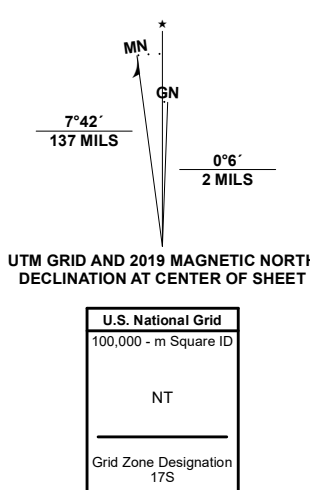 ★
MN
GN
7°42´
137 MILS
0°6´
2 MILS
UTM GRID AND 2019 MAGNETIC NORTH
DECLINATION AT CENTER OF SHEET
U.S. National Grid
100,000 - m Square ID
NT
Grid Zone Designation
17S